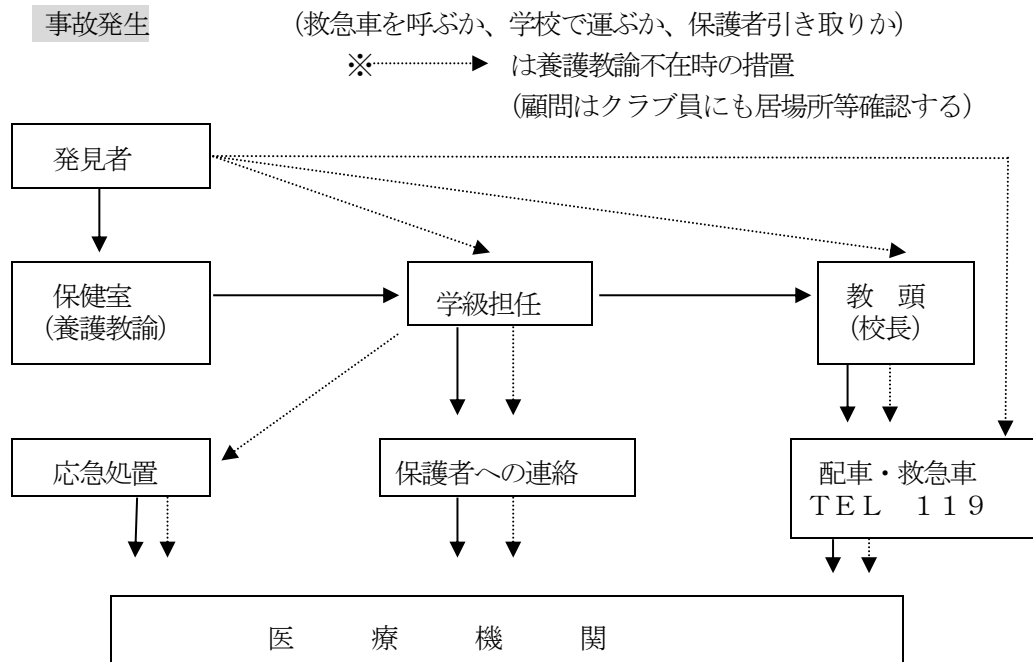 事故発生 (救急車を呼ぶか、学校で運ぶか、保護者引き取りか)
※ は養護教諭不在時の措置
(顧問はクラブ員にも居場所等確認する)
発見者
保健室
(養護教諭)
学級担任
教 頭
(校長)
応急処置
保護者への連絡
配車・救急車
TEL 119
医 療 機 関